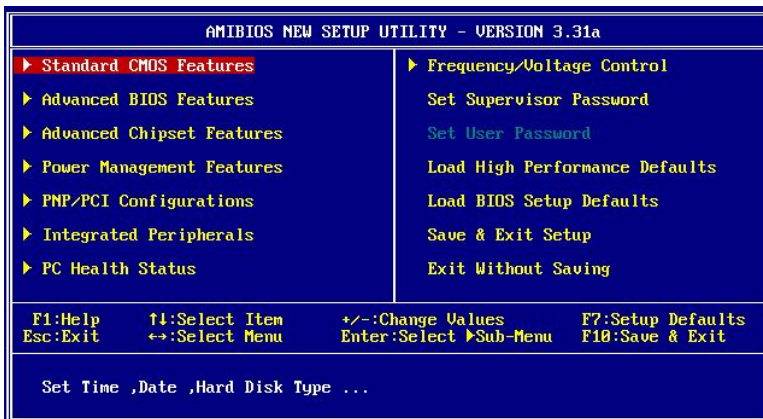 AMIBIOS NEW SETUP UTILITY - VERSION 3.31a
▶ Standard CMOS Features
▶ Advanced BIOS Features
▶ Advanced Chipset Features
▶ Power Management Features
▶ PNP/PCI Configurations
▶ Integrated Peripherals
▶ PC Health Status
▶ Frequency/Voltage Control
Set Supervisor Password
Set User Password
Load High Performance Defaults
Load BIOS Setup Defaults
Save & Exit Setup
Exit Without Saving
F1:Help ↑↓:Select Item +/-:Change Values F7:Setup Defaults
Esc:Exit ↔:Select Menu Enter:Select ▶Sub-Menu F10:Save & Exit
Set Time ,Date ,Hard Disk Type ...